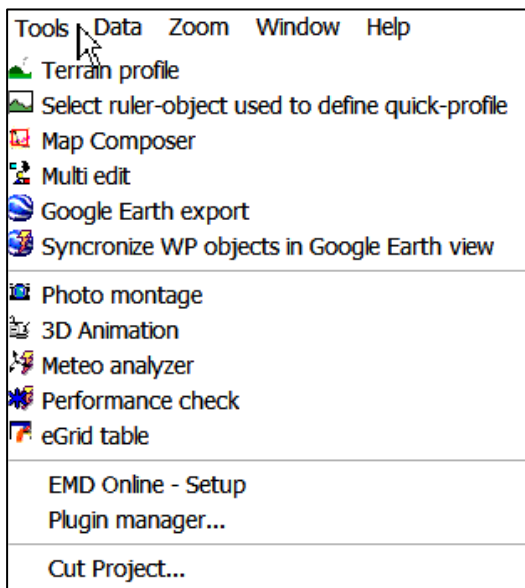 Tools Data Zoom Window Help
Terrain profile
Select ruler-object used to define quick-profile
Map Composer
Multi edit
Google Earth export
Syncronize WP objects in Google Earth view
Photo montage
3D Animation
Meteo analyzer
Performance check
eGrid table
EMD Online - Setup
Plugin manager...
Cut Project...